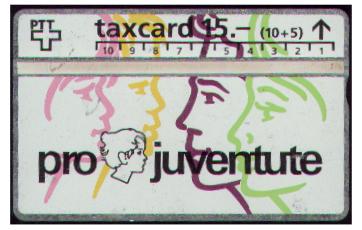 PTT taxcard 15.– (10+5) ↑
10 9 8 7 6 5 4 3 2 1
pro juventute